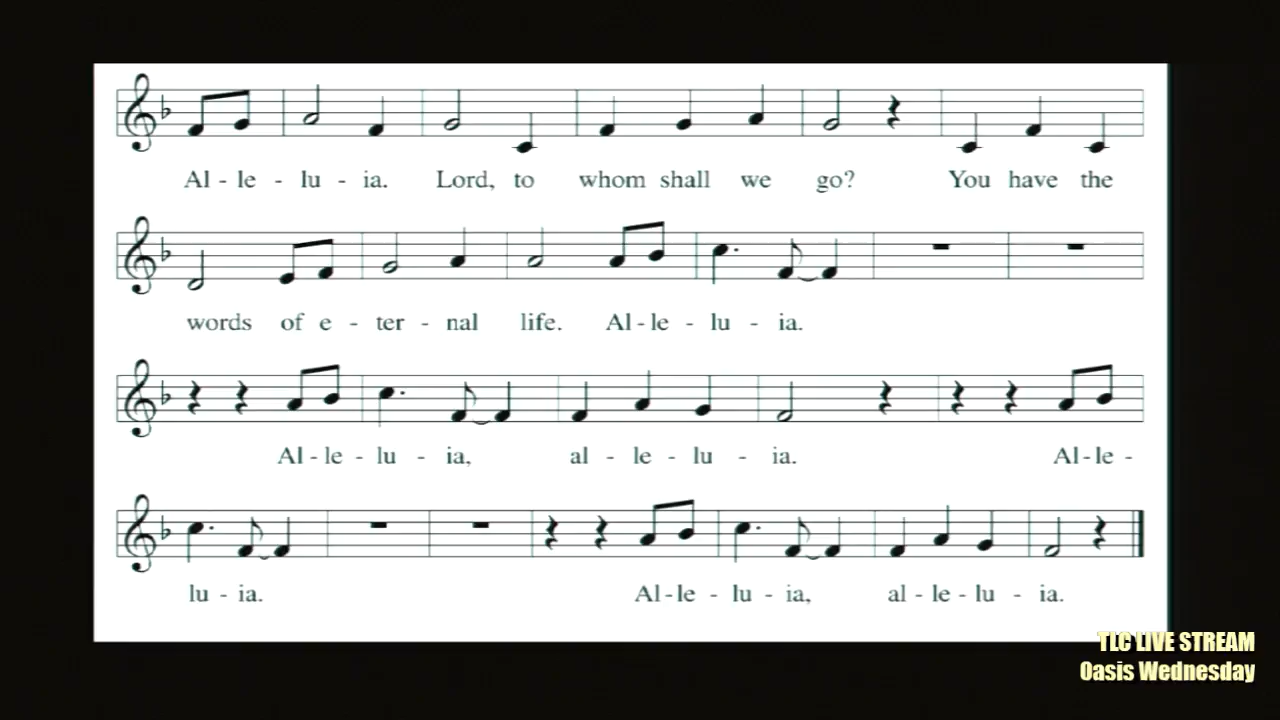 Al - le - lu - ia. Lord, to whom shall we go? You have the
words of e - ter - nal life. Al - le - lu - ia.
Al - le - lu - ia, al - le - lu - ia. Al - le -
lu - ia. Al - le - lu - ia, al - le - lu - ia.
TLC LIVE STREAM
Oasis Wednesday